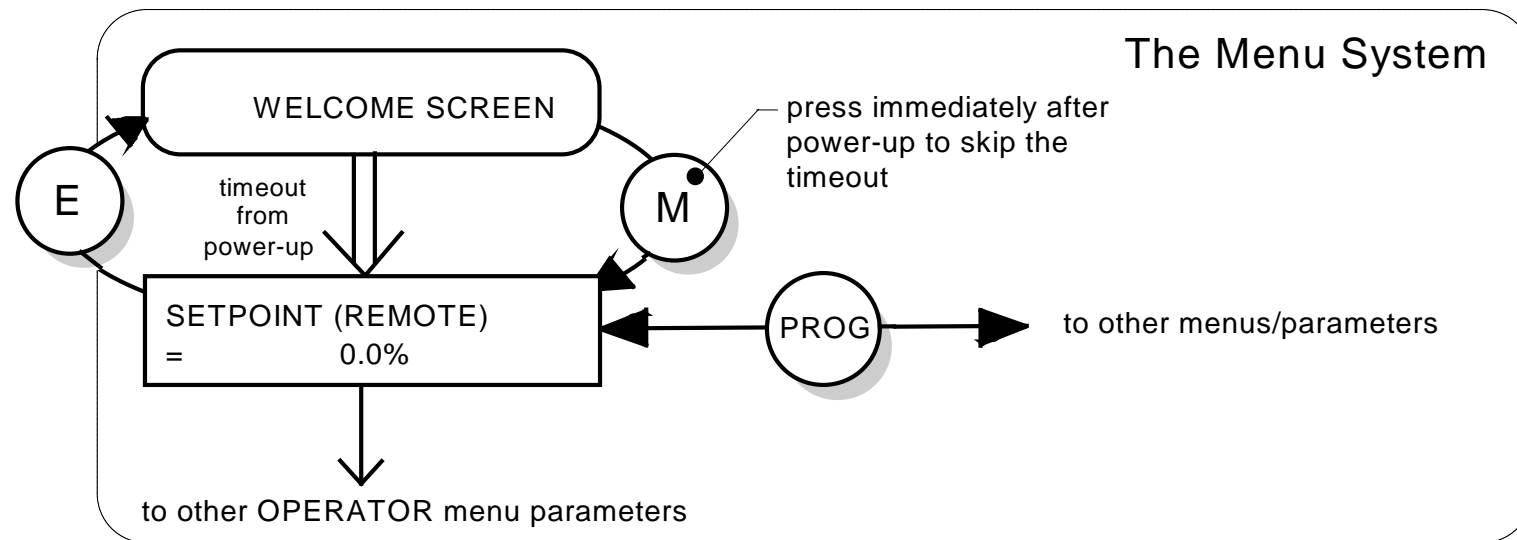 The Menu System
WELCOME SCREEN
press immediately after
power-up to skip the
timeout
E
timeout
from
power-up
M
SETPOINT (REMOTE)
= 0.0%
PROG
to other menus/parameters
to other OPERATOR menu parameters